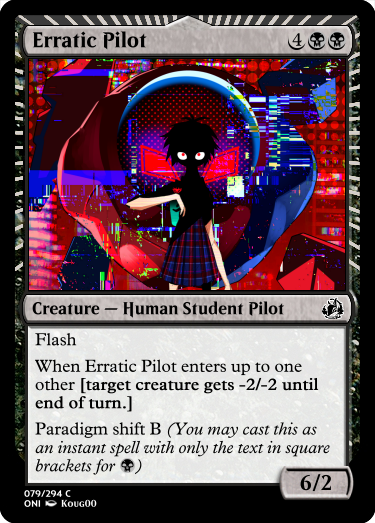 Erratic Pilot 4
Creature — Human Student Pilot
Flash
When Erratic Pilot enters up to one
other [target creature gets -2/-2 until
end of turn.]
Paradigm shift B (You may cast this as
an instant spell with only the text in square
brackets for )
6/2
079/294 C
ONI KougOO